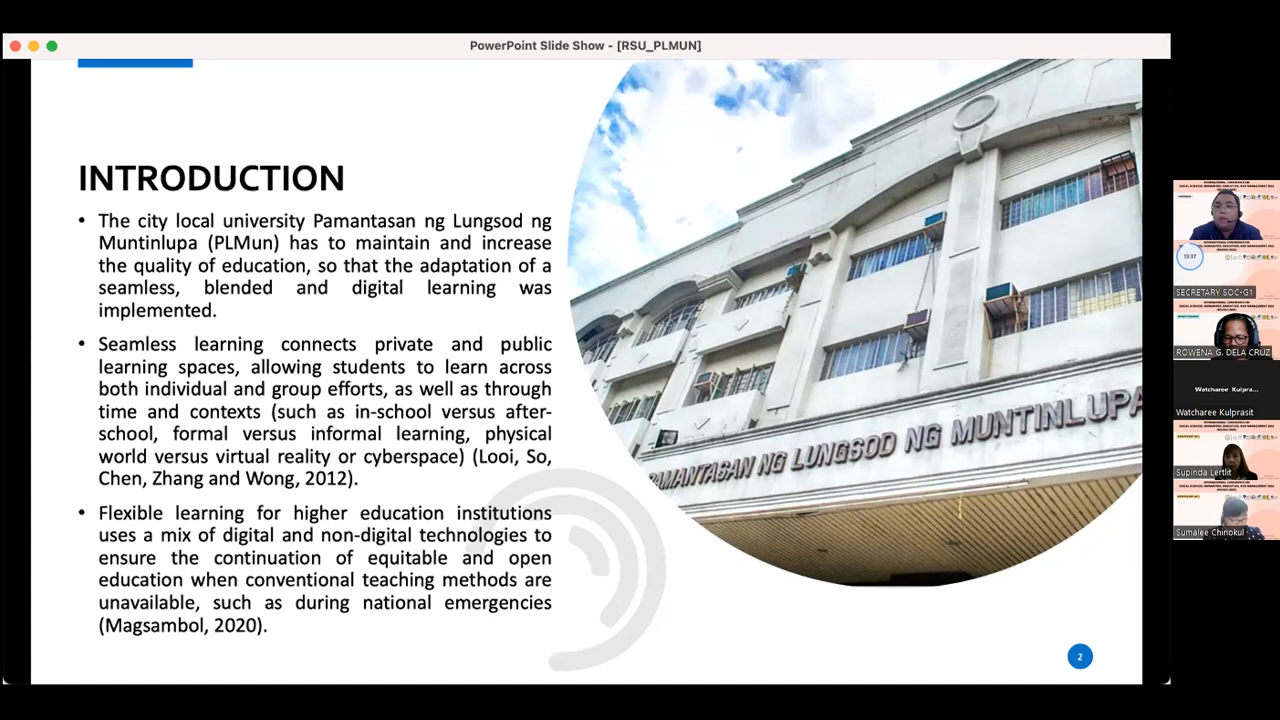 PowerPoint Slide Show - [RSU_PLMUN]
INTRODUCTION
• The city local university Pamantasan ng Lungsod ng
Muntinlupa (PLMun) has to maintain and increase
the quality of education, so that the adaptation of a
seamless, blended and digital learning was
implemented.
• Seamless learning connects private and public
learning spaces, allowing students to learn across
both individual and group efforts, as well as through
time and contexts (such as in-school versus after-
school, formal versus informal learning, physical
world versus virtual reality or cyberspace) (Looi, So,
Chen, Zhang and Wong, 2012).
• Flexible learning for higher education institutions
uses a mix of digital and non-digital technologies to
ensure the continuation of equitable and open
education when conventional teaching methods are
unavailable, such as during national emergencies
(Magsambol, 2020).
PAMANTASAN NG LUNGSOD NG MUNTINLUPA
2
13:37
SECRETARY SOC-G1
ROWENA G. DELA CRUZ
Watcharee Kulpra...
Watcharee Kulprasit
Supinda Lertlit
Sumalee Chinokul